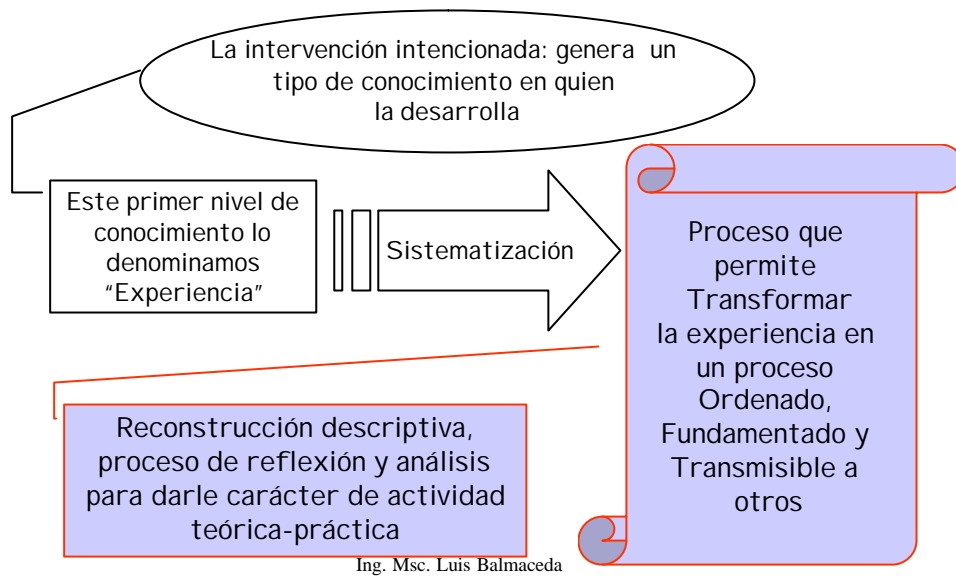 La intervención intencionada: genera un
tipo de conocimiento en quien
la desarrolla
Este primer nivel de
conocimiento lo
denominamos
“Experiencia”
Sistematización
Proceso que
permite
Transformar
la experiencia en
un proceso
Ordenado,
Fundamentado y
Transmisible a
otros
Reconstrucción descriptiva,
proceso de reflexión y análisis
para darle carácter de actividad
teórica-práctica
Ing. Msc. Luis Balmaceda